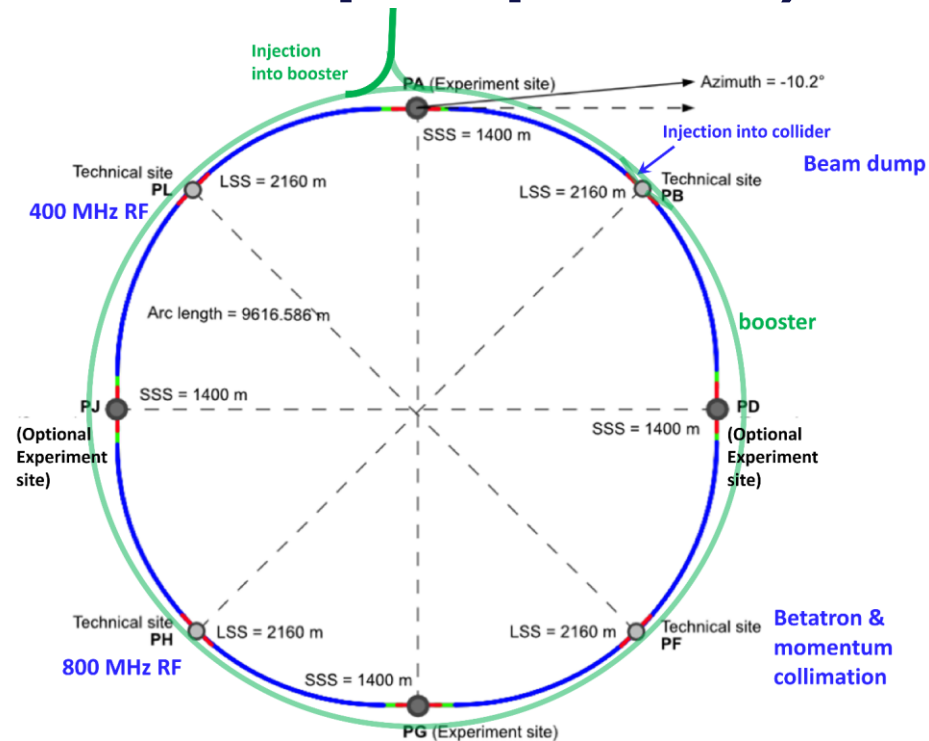 Injection
into booster
PA (Experiment site)
Azimuth = -10.2°
SSS = 1400 m
Injection into collider
Beam dump
Technical site
PL
LSS = 2160 m
400 MHz RF
LSS = 2160 m
Technical site
PB
Arc length = 9616.586 m
booster
SSS = 1400 m
PJ
(Optional
Experiment
site)
PD
SSS = 1400 m
(Optional
Experiment
site)
Technical site
PH
LSS = 2160 m
800 MHz RF
LSS = 2160 m
Technical site
PF
Betatron &
momentum
collimation
SSS = 1400 m
PG (Experiment site)